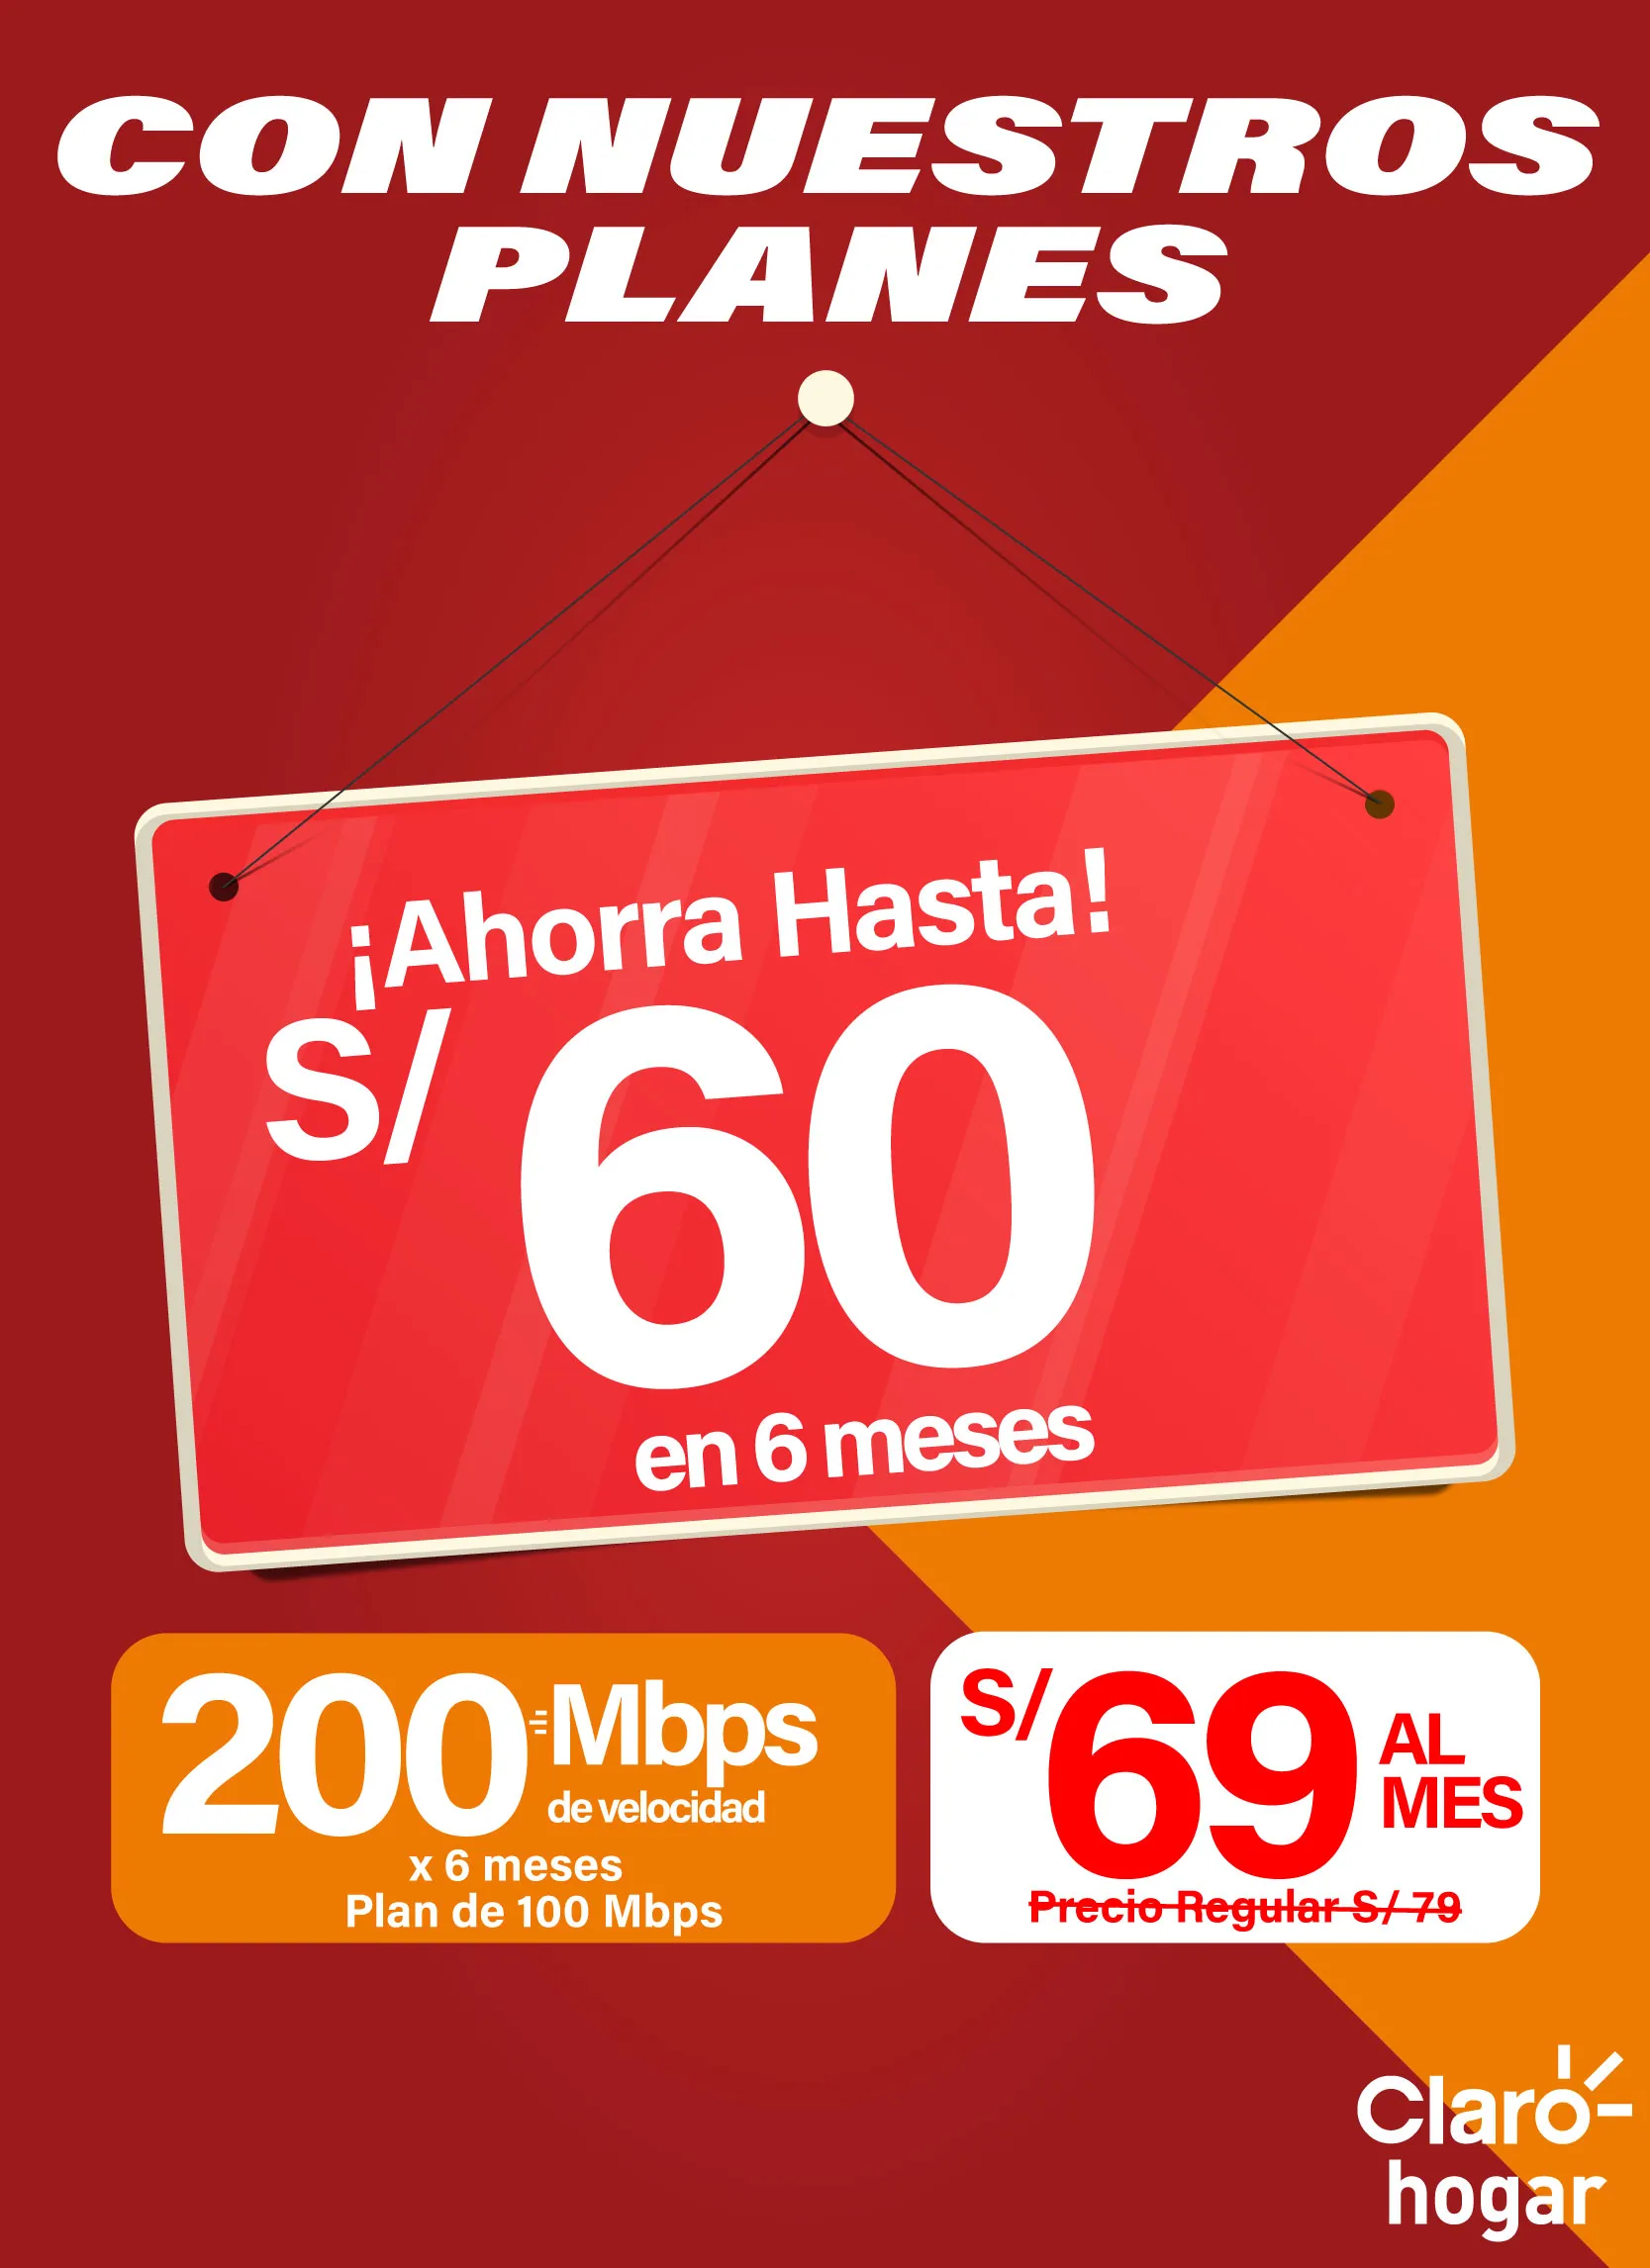 CON NUESTROS
PLANES
¡Ahorra Hasta!
S/60
en 6 meses
200 Mbps
de velocidad
x 6 meses
Plan de 100 Mbps
S/69 AL
MES
Precio Regular S/ 79
Claro
hogar